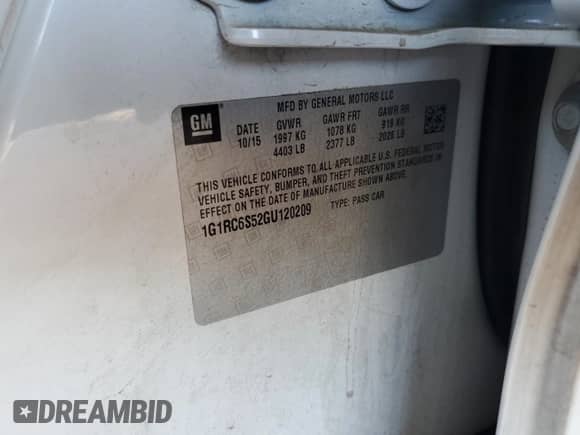 MFD BY GENERAL MOTORS LLC
GM
DATE GVWR GAWR FRT GAWR RR
10/15 1997 KG 1078 KG 919 KG
4403 LB 2377 LB 2026 LB
THIS VEHICLE CONFORMS TO ALL APPLICABLE U.S. FEDERAL MOTOR
VEHICLE SAFETY, BUMPER, AND THEFT PREVENTION STANDARDS IN
EFFECT ON THE DATE OF MANUFACTURE SHOWN ABOVE.
1G1RC6S52GU120209 TYPE: PASS CAR
DREAMBID